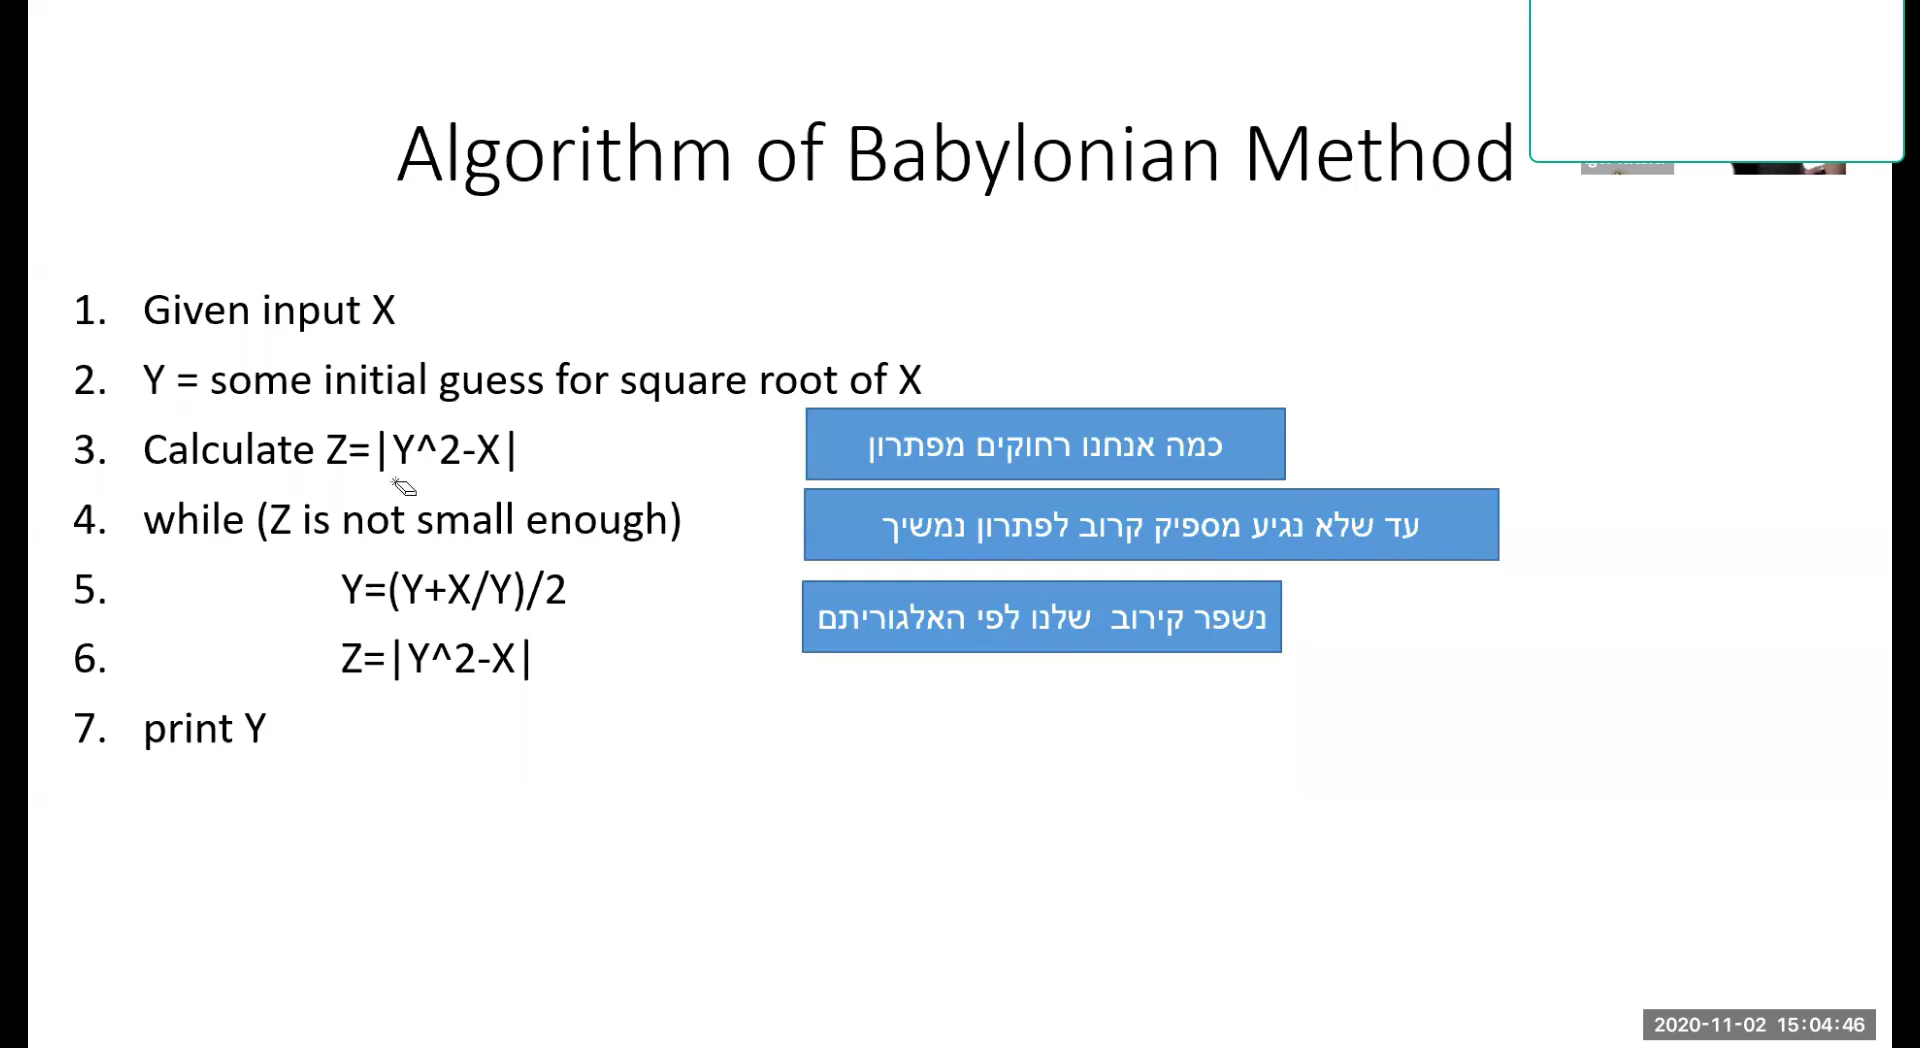 Algorithm of Babylonian Method
1. Given input X
2. Y = some initial guess for square root of X
3. Calculate Z=|Y^2-X|
כמה אנחנו רחוקים מפתרון
4. while (Z is not small enough)
עד שלא נגיע מספיק קרוב לפתרון נמשיך
5. Y=(Y+X/Y)/2
נשפר קירוב  שלנו לפי האלגוריתם
6. Z=|Y^2-X|
7. print Y
2020-11-02 15:04:46